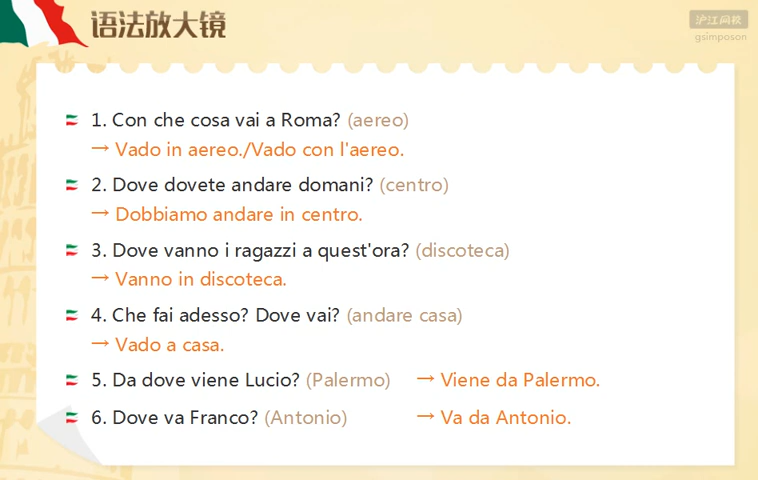 语法放大镜
沪江网校
gsimposon
1. Con che cosa vai a Roma? (aereo)
→ Vado in aereo./Vado con l'aereo.
2. Dove dovete andare domani? (centro)
→ Dobbiamo andare in centro.
3. Dove vanno i ragazzi a quest'ora? (discoteca)
→ Vanno in discoteca.
4. Che fai adesso? Dove vai? (andare casa)
→ Vado a casa.
5. Da dove viene Lucio? (Palermo) → Viene da Palermo.
6. Dove va Franco? (Antonio) → Va da Antonio.